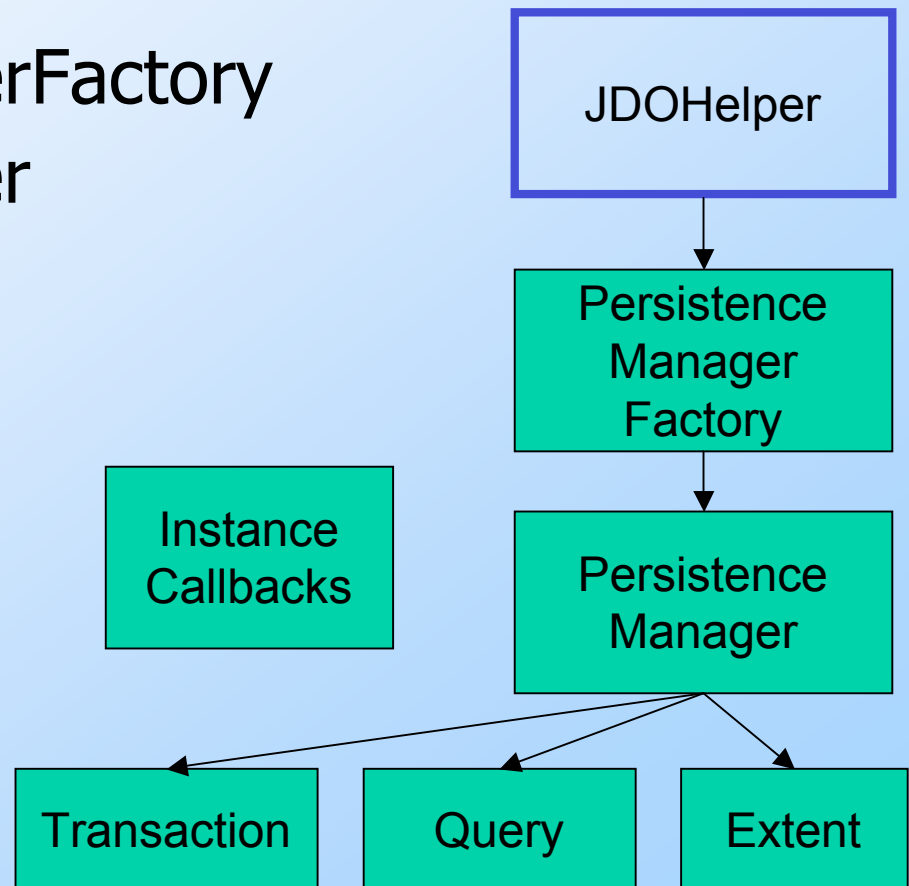 erFactory
er
JDOHelper
Persistence
Manager
Factory
Instance
Callbacks
Persistence
Manager
Transaction
Query
Extent